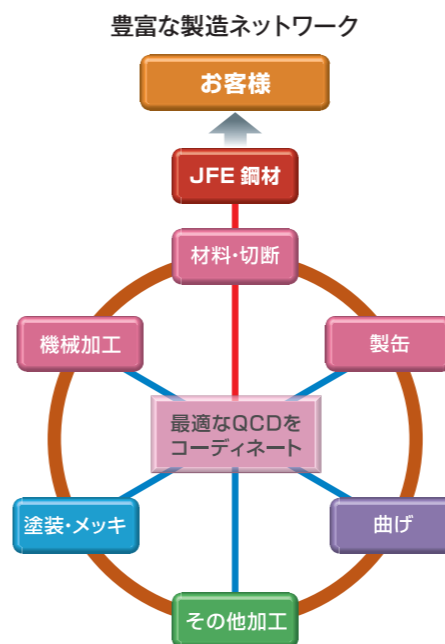 豊富な製造ネットワーク
お客様
JFE 鋼材
材料・切断
機械加工
製缶
最適なQCDを
コーディネート
塗装・メッキ
曲げ
その他加工